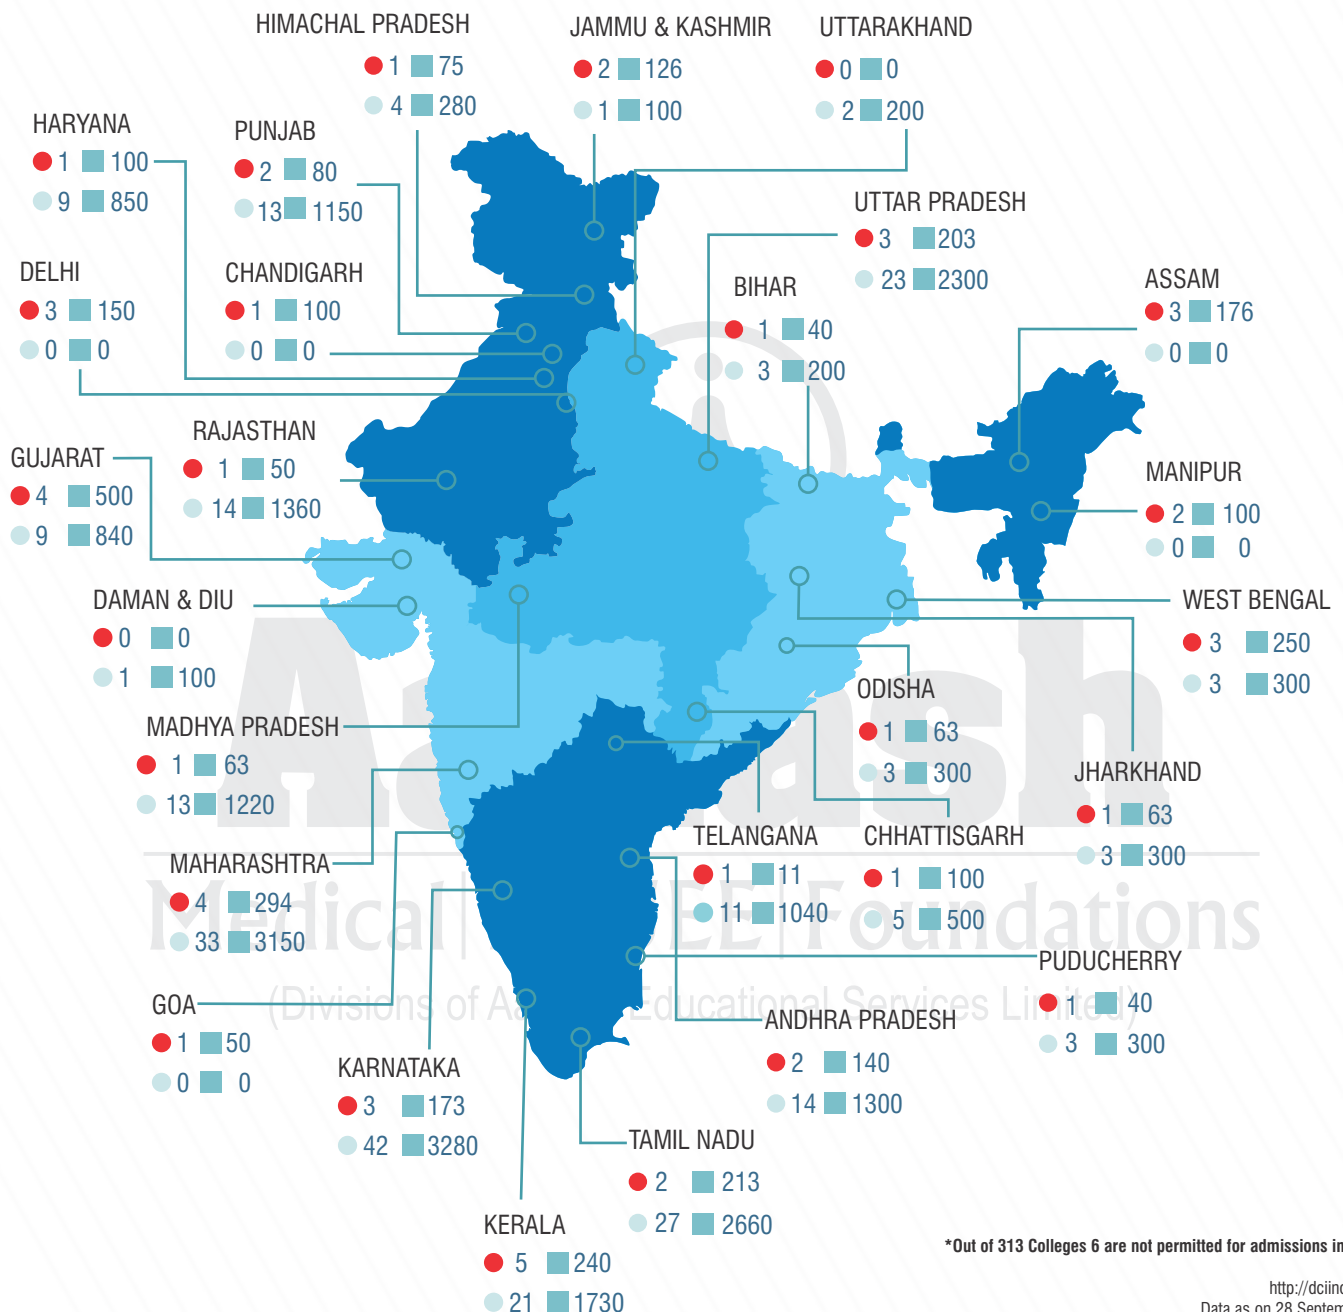 HIMACHAL PRADESH
1 75
4 280
JAMMU & KASHMIR
2 126
1 100
UTTARAKHAND
0 0
2 200
HARYANA
1 100
9 850
PUNJAB
2 80
13 1150
UTTAR PRADESH
3 203
23 2300
DELHI
3 150
0 0
CHANDIGARH
1 100
0 0
BIHAR
1 40
3 200
ASSAM
3 176
0 0
GUJARAT
4 500
9 840
RAJASTHAN
1 50
14 1360
MANIPUR
2 100
0 0
DAMAN & DIU
0 0
1 100
WEST BENGAL
3 250
3 300
MADHYA PRADESH
1 63
13 1220
ODISHA
1 63
3 300
JHARKHAND
1 63
3 300
MAHARASHTRA
4 294
33 3150
TELANGANA
1 11
11 1040
CHHATTISGARH
1 100
5 500
Medical | EE | Foundations
(Divisions of Educational Services Limited)
PUDUCHERRY
1 40
3 300
GOA
1 50
0 0
ANDHRA PRADESH
2 140
14 1300
KARNATAKA
3 173
42 3280
TAMIL NADU
2 213
27 2660
KERALA
5 240
21 1730
*Out of 313 Colleges 6 are not permitted for admissions in
http://dciin
Data as on 28 Septem